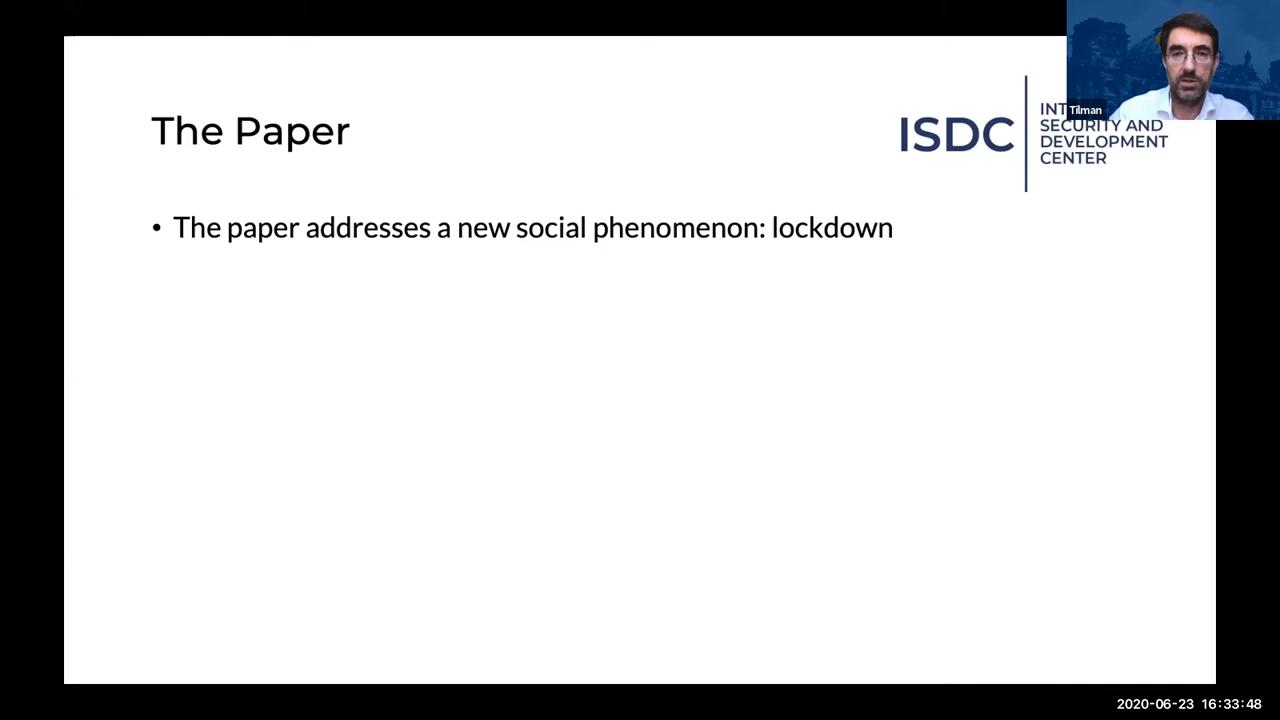 The Paper
ISDC
INT
SECURITY AND
DEVELOPMENT
CENTER
Tilman
• The paper addresses a new social phenomenon: lockdown
2020-06-23 16:33:48